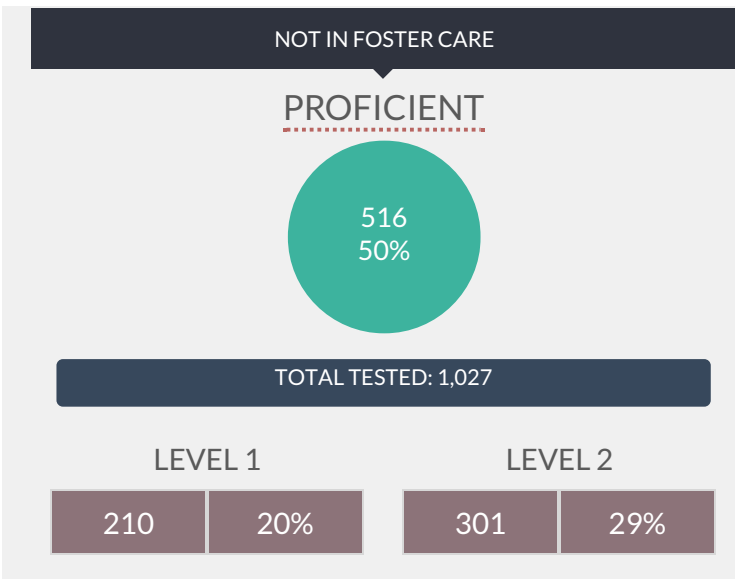 NOT IN FOSTER CARE
PROFICIENT
516
50%
TOTAL TESTED: 1,027
LEVEL 1
LEVEL 2
210 20% 301 29%